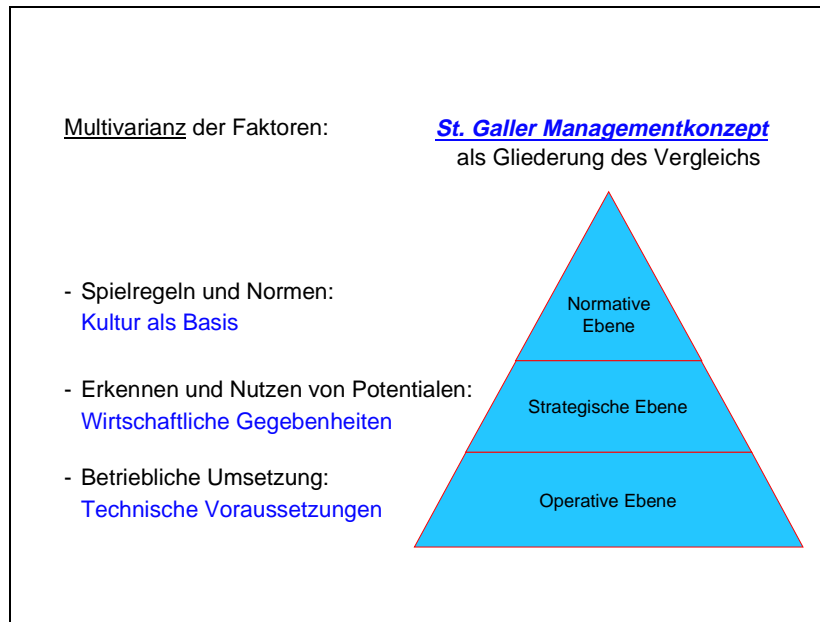 Multivarianz der Faktoren:
St. Galler Managementkonzept
als Gliederung des Vergleichs
- Spielregeln und Normen:
Kultur als Basis
- Erkennen und Nutzen von Potentialen:
Wirtschaftliche Gegebenheiten
- Betriebliche Umsetzung:
Technische Voraussetzungen
Normative
Ebene
Strategische Ebene
Operative Ebene